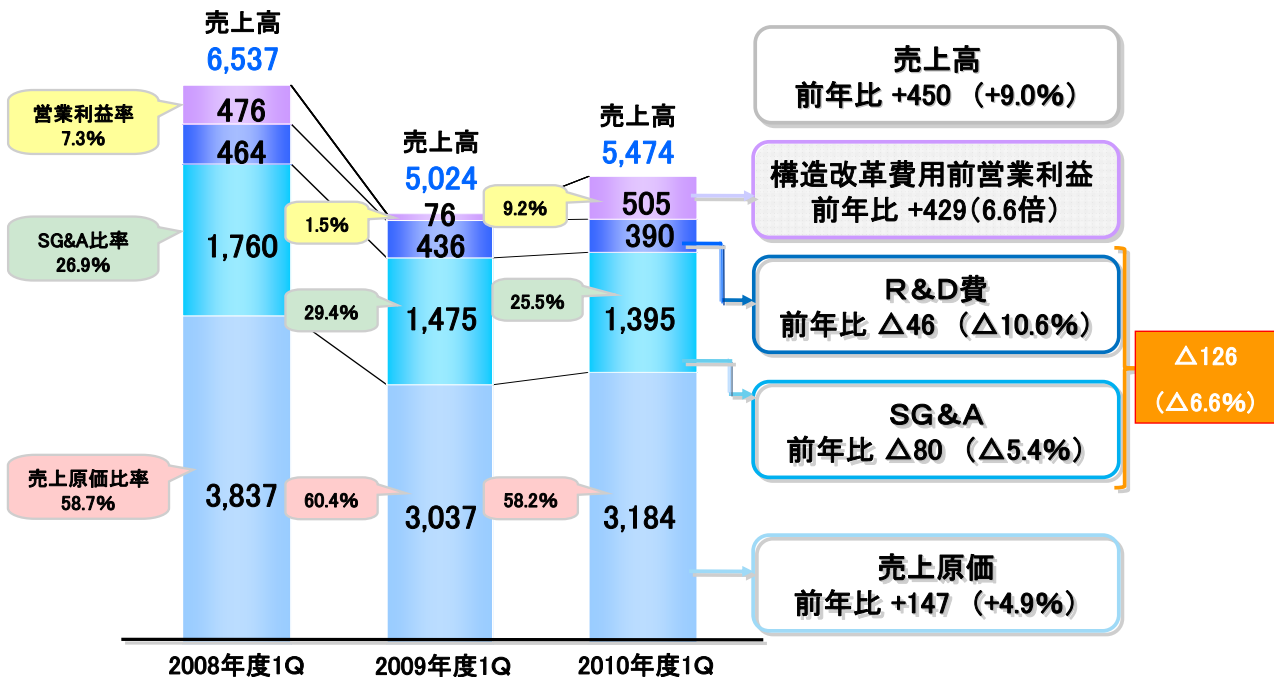 売上高
6,537
営業利益率
7.3%
476
464
SG&A比率
26.9%
1,760
売上原価比率
58.7%
3,837
2008年度1Q
売上高
5,024
1.5%
76
436
29.4%
1,475
60.4%
3,037
2009年度1Q
売上高
5,474
9.2%
505
390
25.5%
1,395
58.2%
3,184
2010年度1Q
売上高
前年比 +450 (+9.0%)
構造改革費用前営業利益
前年比 +429(6.6倍)
R&D費
前年比 △46 (△10.6%)
SG&A
前年比 △80 (△5.4%)
△126
(△6.6%)
売上原価
前年比 +147 (+4.9%)